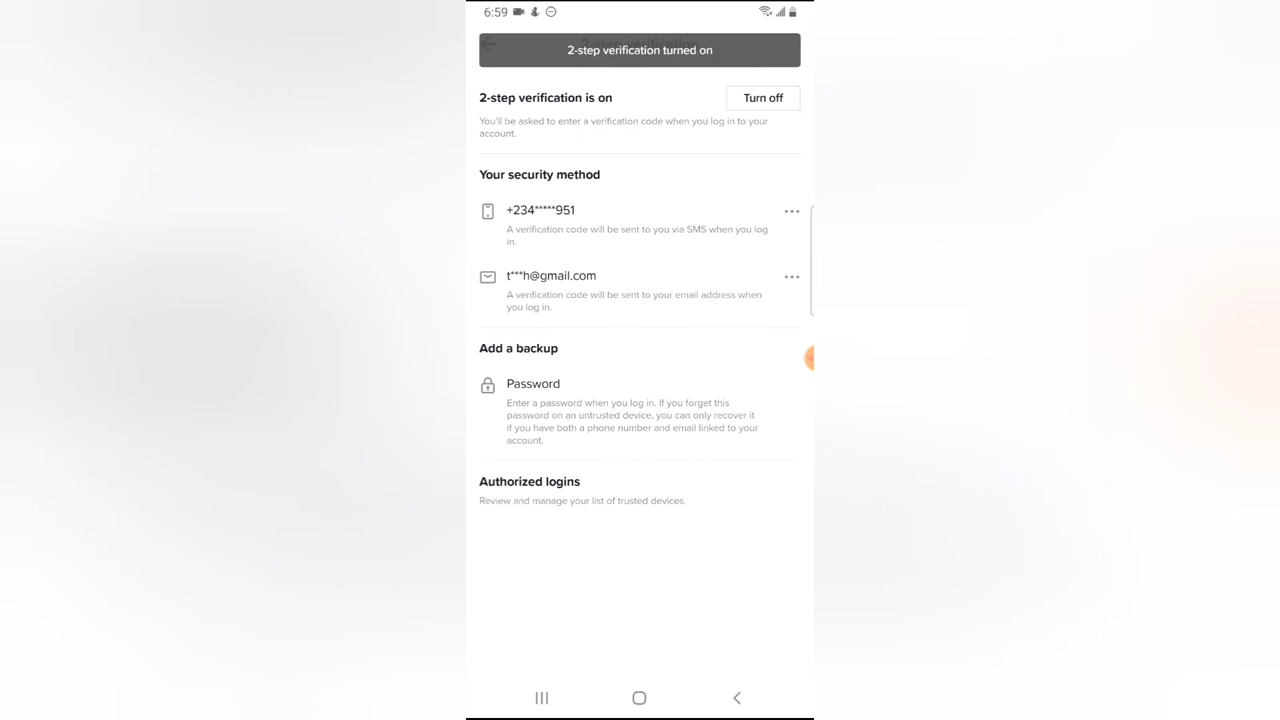 6:59
2-step verification turned on
2-step verification is on
Turn off
You'll be asked to enter a verification code when you log in to your
account.
Your security method
+234*****951
A verification code will be sent to you via SMS when you log
in.
t***h@gmail.com
A verification code will be sent to your email address when
you log in.
Add a backup
Password
Enter a password when you log in. If you forget this
password on an untrusted device, you can only recover it
if you have both a phone number and email linked to your
account.
Authorized logins
Review and manage your list of trusted devices.